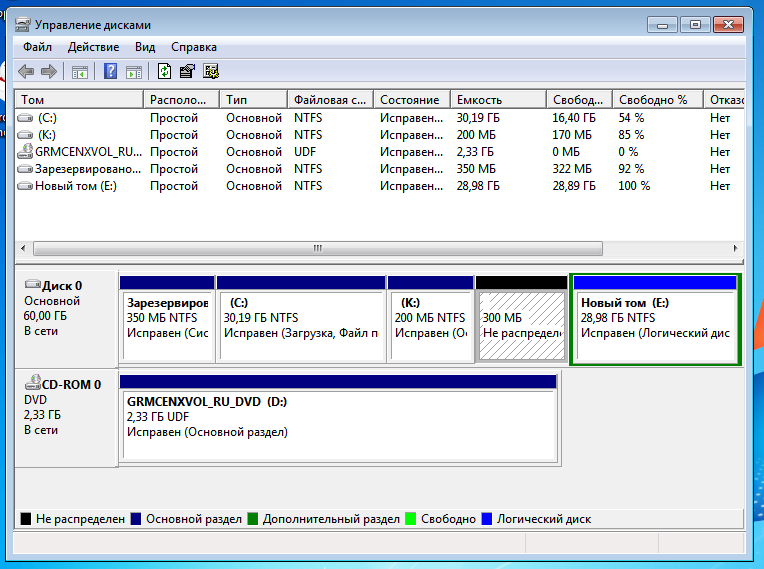 Управление дисками
Файл Действие Вид Справка
Том Располо... Тип Файловая с... Состояние Емкость Свобод... Свободно % Отказо
(C:) Простой Основной NTFS Исправен... 30,19 ГБ 16,40 ГБ 54 % Нет
(K:) Простой Основной NTFS Исправен... 200 МБ 170 МБ 85 % Нет
GRMCENXVOL_RU... Простой Основной UDF Исправен... 2,33 ГБ 0 МБ 0 % Нет
Зарезервировано... Простой Основной NTFS Исправен... 350 МБ 322 МБ 92 % Нет
Новый том (E:) Простой Основной NTFS Исправен... 28,98 ГБ 28,89 ГБ 100 % Нет
Диск 0
Основной
60,00 ГБ
В сети
Зарезервиров
350 МБ NTFS
Исправен (Сис
(C:)
30,19 ГБ NTFS
Исправен (Загрузка, Файл п
(K:)
200 МБ NTFS
Исправен (Ос
300 МБ
Не распределен
Новый том (E:)
28,98 ГБ NTFS
Исправен (Логический дис
CD-ROM 0
DVD
2,33 ГБ
В сети
GRMCENXVOL_RU_DVD (D:)
2,33 ГБ UDF
Исправен (Основной раздел)
Не распределен Основной раздел Дополнительный раздел Свободно Логический диск